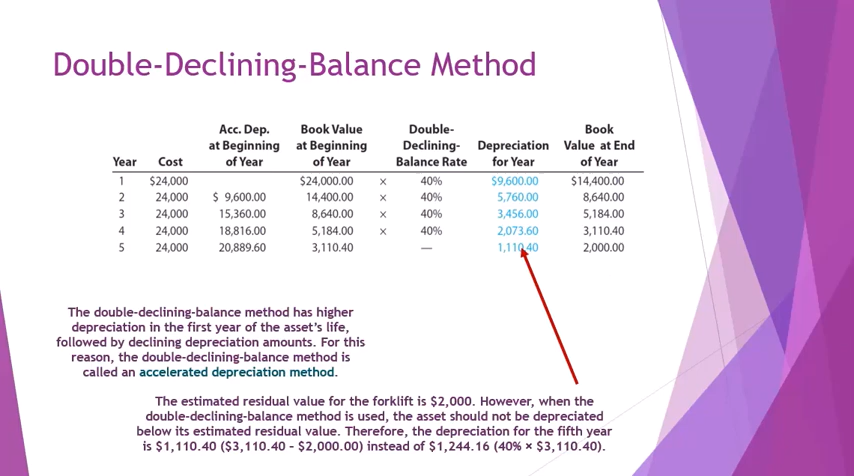 Double-Declining-Balance Method
Acc. Dep. Book Value Double- Book
at Beginning at Beginning Declining- Depreciation Value at End
Year Cost of Year of Year Balance Rate for Year of Year
1 $24,000 $24,000.00 × 40% $9,600.00 $14,400.00
2 24,000 $ 9,600.00 14,400.00 × 40% 5,760.00 8,640.00
3 24,000 15,360.00 8,640.00 × 40% 3,456.00 5,184.00
4 24,000 18,816.00 5,184.00 × 40% 2,073.60 3,110.40
5 24,000 20,889.60 3,110.40 — 1,110.40 2,000.00
The double-declining-balance method has higher
depreciation in the first year of the asset's life,
followed by declining depreciation amounts. For this
reason, the double-declining-balance method is
called an accelerated depreciation method.
The estimated residual value for the forklift is $2,000. However, when the
double-declining-balance method is used, the asset should not be depreciated
below its estimated residual value. Therefore, the depreciation for the fifth year
is $1,110.40 ($3,110.40 – $2,000.00) instead of $1,244.16 (40% × $3,110.40).